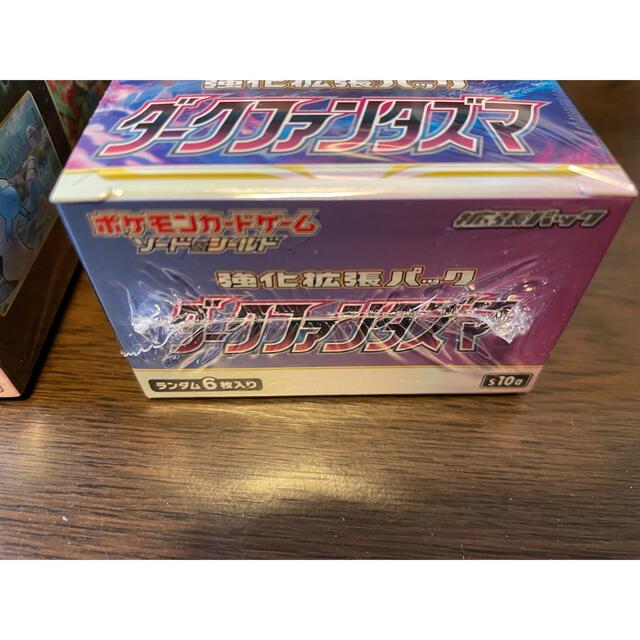 強化拡張パック
ダークファンタズマ
ポケモンカードゲーム
ソード&シールド
拡張パック
強化拡張パック
ダークファンタズマ
ランダム6枚入り
s10a